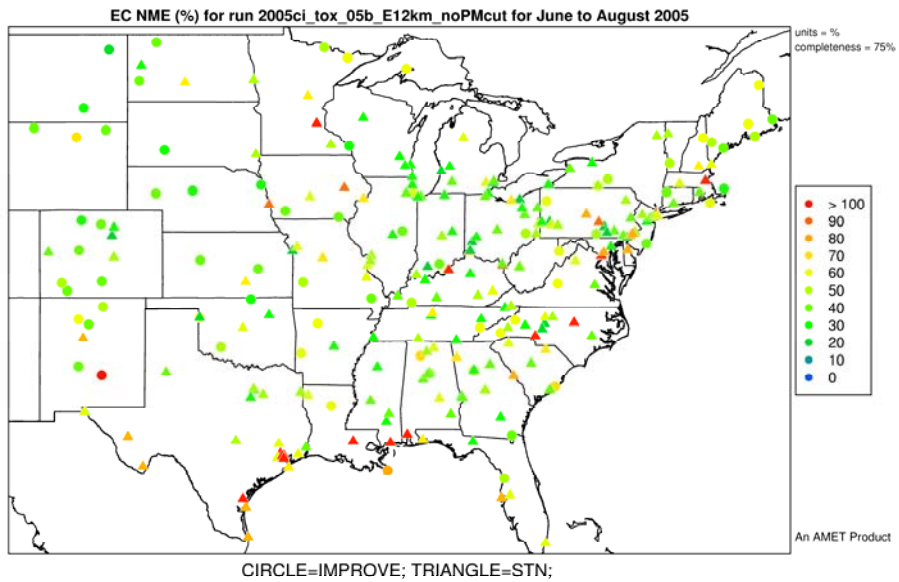 EC NME (%) for run 2005ci_tox_05b_E12km_noPMcut for June to August 2005
units = %
completeness = 75%
> 100
90
80
70
60
50
40
30
20
10
0
An AMET Product
CIRCLE=IMPROVE; TRIANGLE=STN;